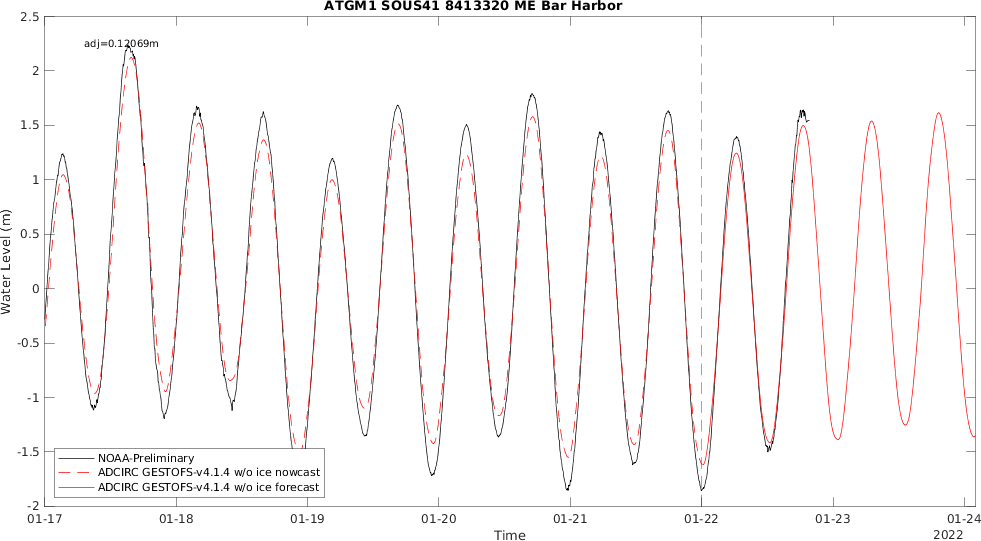 ATGM1 SOUS41 8413320 ME Bar Harbor
adj=0.12069m
Water Level (m)
2.5
2
1.5
1
0.5
0
-0.5
-1
-1.5
-2
NOAA-Preliminary
ADCIRC GESTOFS-v4.1.4 w/o ice nowcast
ADCIRC GESTOFS-v4.1.4 w/o ice forecast
01-17 01-18 01-19 01-20 01-21 01-22 01-23 01-24
Time
2022